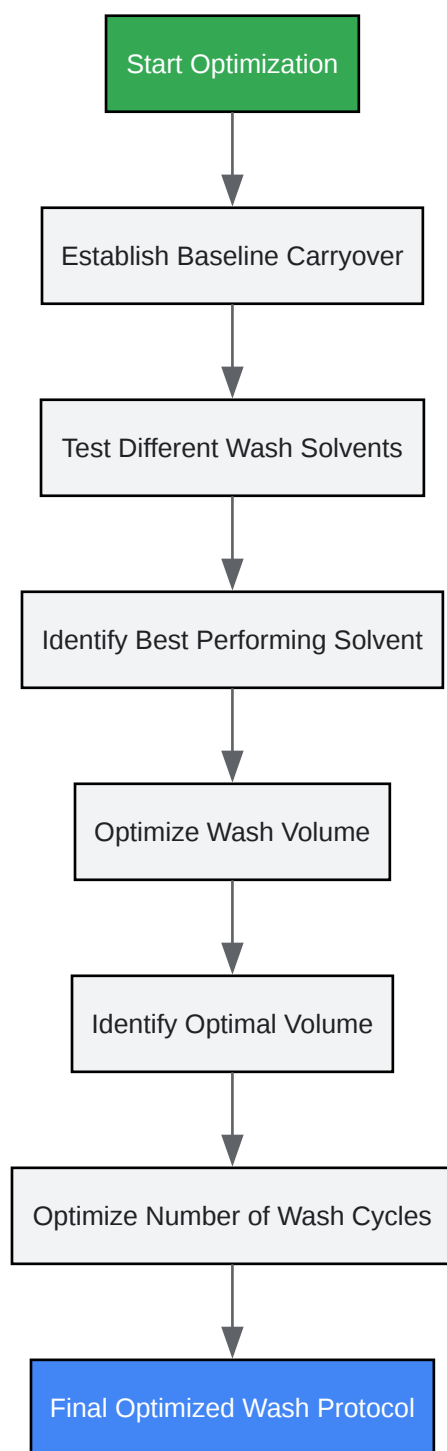 Start Optimization
Establish Baseline Carryover
Test Different Wash Solvents
Identify Best Performing Solvent
Optimize Wash Volume
Identify Optimal Volume
Optimize Number of Wash Cycles
Final Optimized Wash Protocol